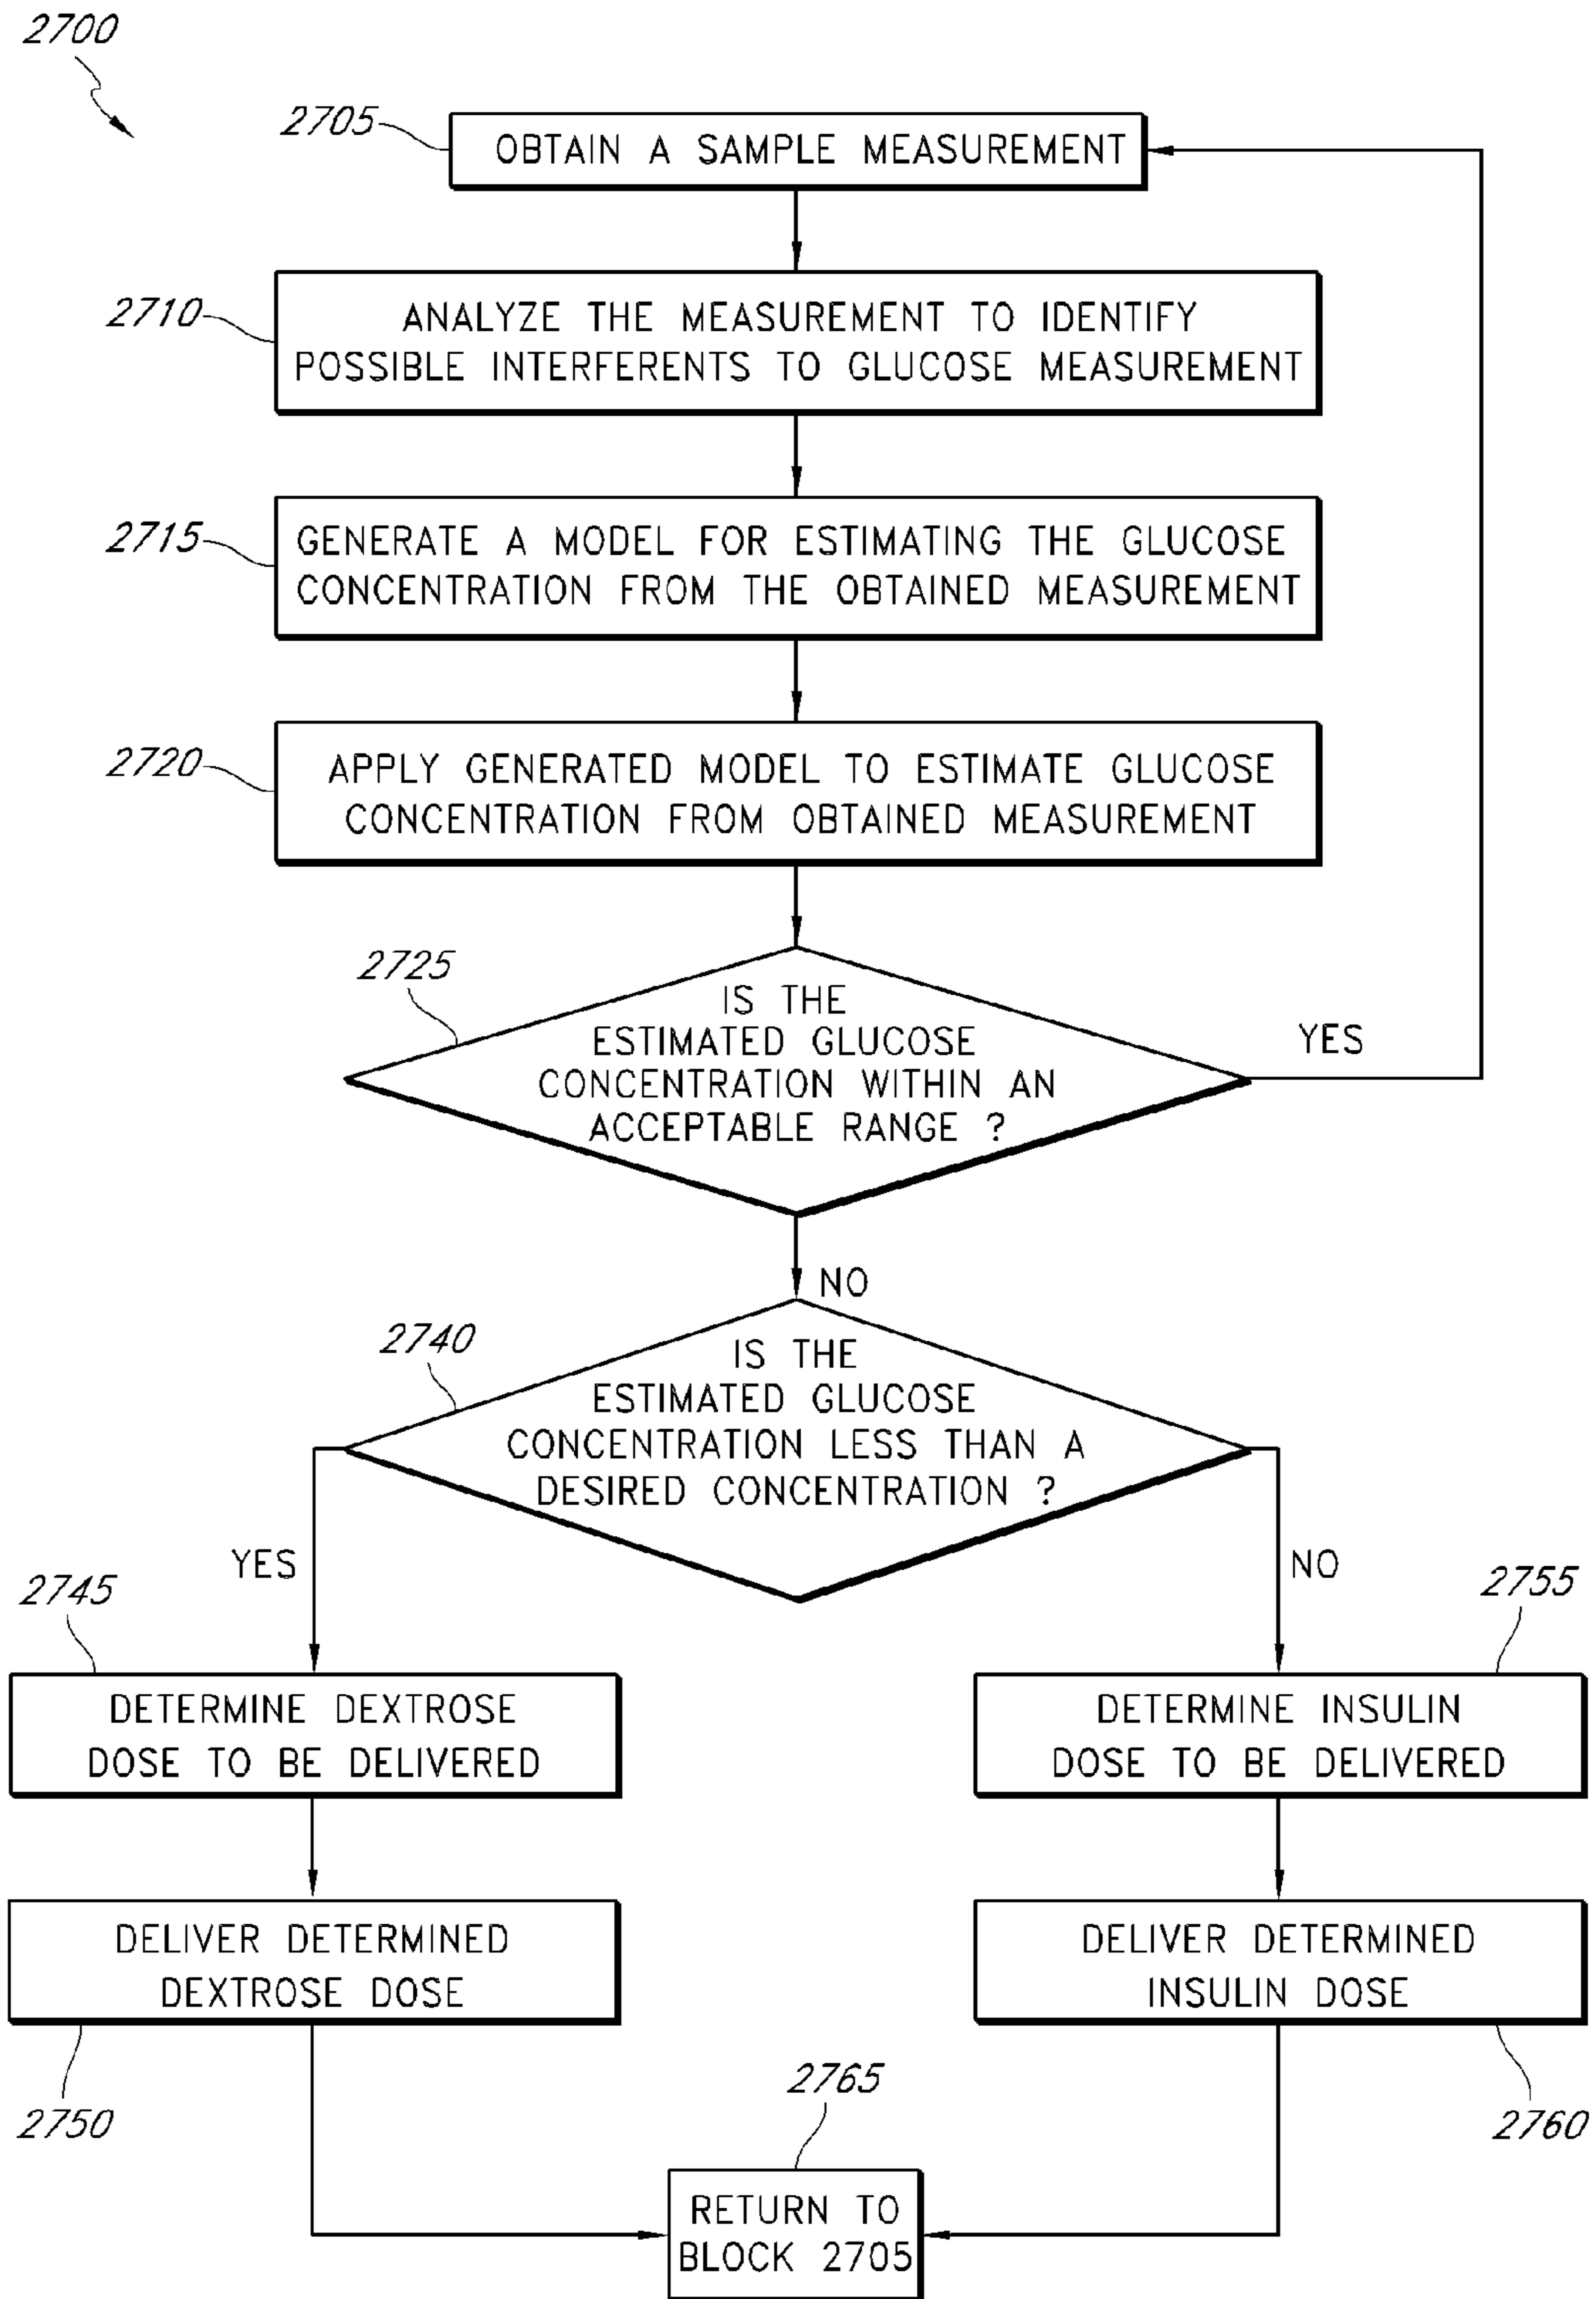 2700
2705
OBTAIN A SAMPLE MEASUREMENT
2710
ANALYZE THE MEASUREMENT TO IDENTIFY
POSSIBLE INTERFERENTS TO GLUCOSE MEASUREMENT
2715
GENERATE A MODEL FOR ESTIMATING THE GLUCOSE
CONCENTRATION FROM THE OBTAINED MEASUREMENT
2720
APPLY GENERATED MODEL TO ESTIMATE GLUCOSE
CONCENTRATION FROM OBTAINED MEASUREMENT
2725
IS THE
ESTIMATED GLUCOSE
CONCENTRATION WITHIN AN
ACCEPTABLE RANGE ?
YES
NO
2740
IS THE
ESTIMATED GLUCOSE
CONCENTRATION LESS THAN A
DESIRED CONCENTRATION ?
YES
NO
2745
DETERMINE DEXTROSE
DOSE TO BE DELIVERED
2755
DETERMINE INSULIN
DOSE TO BE DELIVERED
DELIVER DETERMINED
DEXTROSE DOSE
2750
DELIVER DETERMINED
INSULIN DOSE
2760
2765
RETURN TO
BLOCK 2705